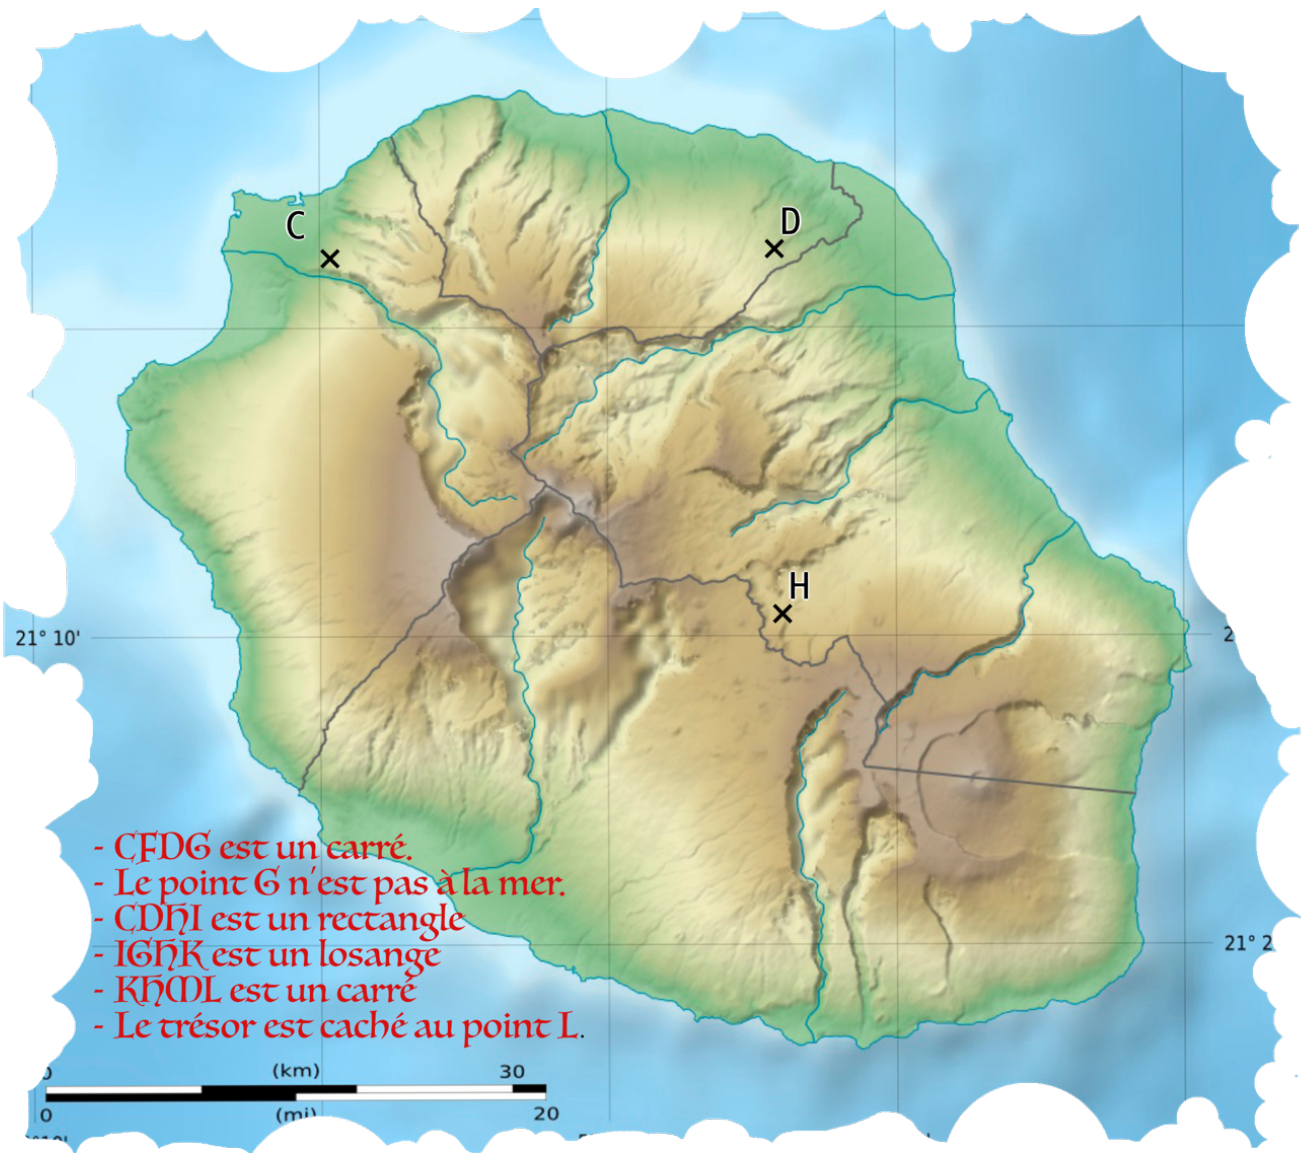 C
D
H
21° 10'
2
21° 2
- CFDG est un carré.
- Le point G n'est pas à la mer.
- CDHI est un rectangle
- IGHK est un losange
- KHML est un carré
- Le trésor est caché au point L.
(km) 30
0 (mi) 20